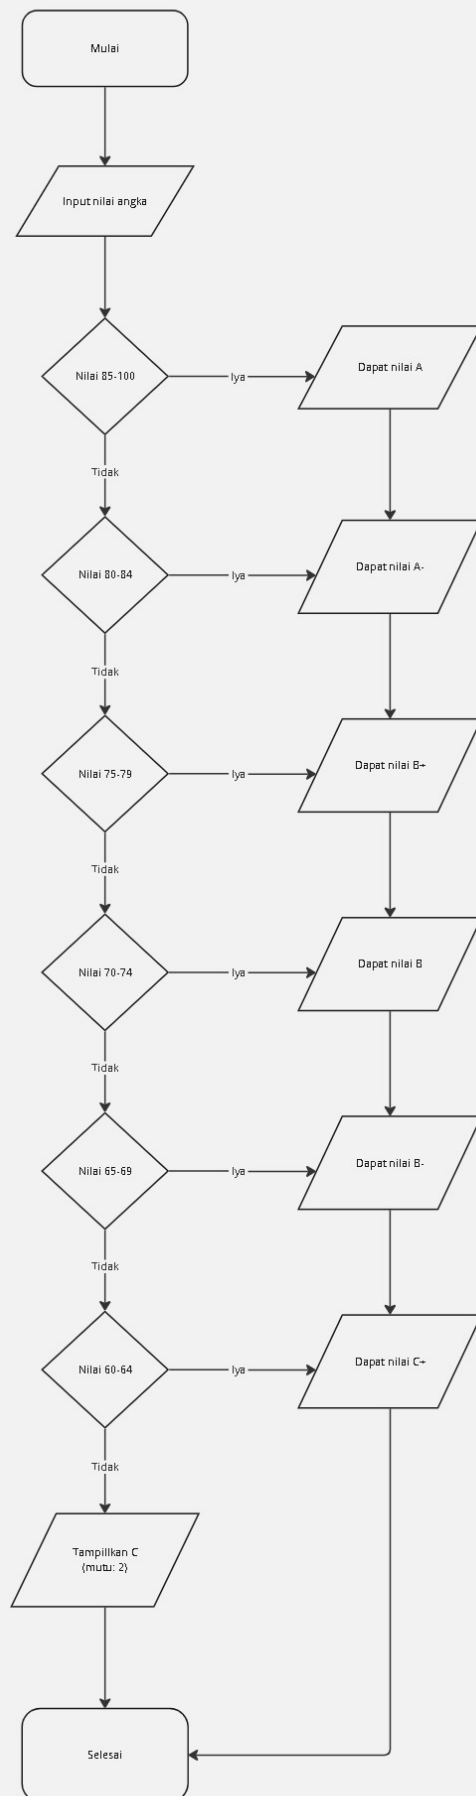 Mulai
Input nilai angka
Nilai 85-100
Iya
Dapat nilai A
Tidak
Nilai 80-84
Iya
Dapat nilai A-
Tidak
Nilai 75-79
Iya
Dapat nilai B+
Tidak
Nilai 70-74
Iya
Dapat nilai B
Tidak
Nilai 65-69
Iya
Dapat nilai B-
Tidak
Nilai 60-64
Iya
Dapat nilai C+
Tidak
Tampillkan C
(mutu: 2)
Selesai